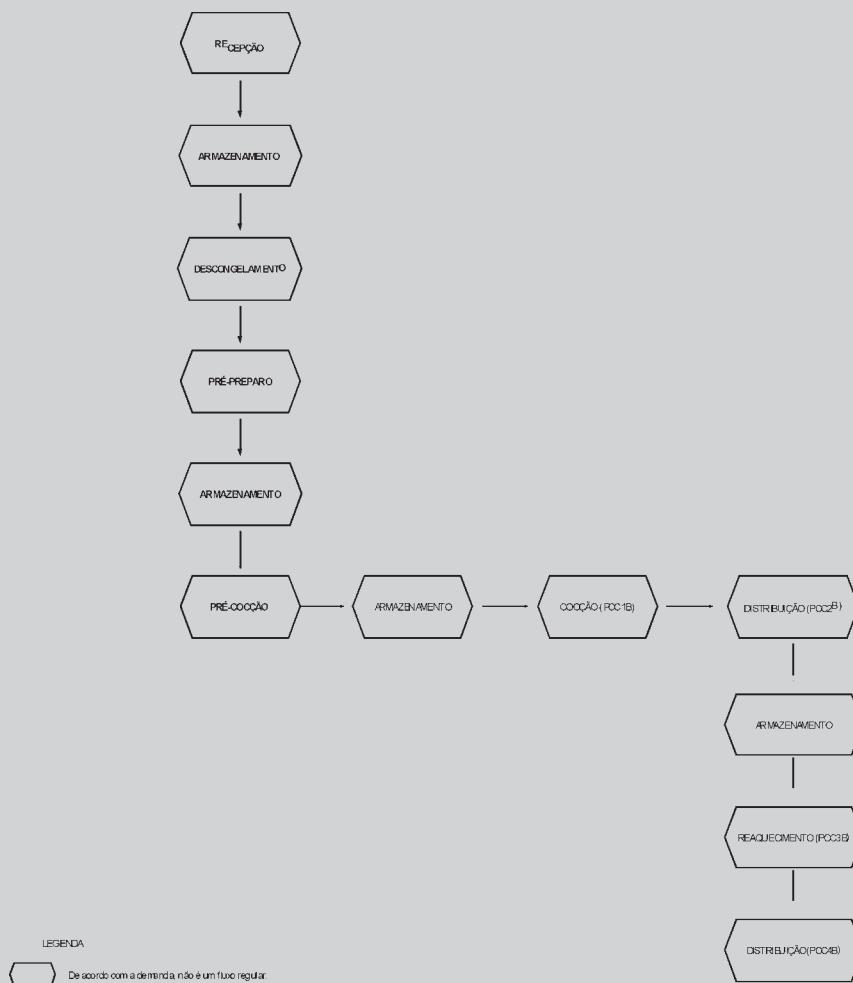 RECEPÇÃO
ARMAZENAMENTO
DESCONGELAMENTO
PRÉ-PREPARO
ARMAZENAMENTO
PRÉ-COCÇÃO
ARMAZENAMENTO
COCÇÃO (PCC1B)
DISTRIBUIÇÃO (PCC2B)
ARMAZENAMENTO
REAQUECIMENTO (PCC3B)
DISTRIBUIÇÃO (PCC4B)
LEGENDA
De acordo com a demanda, não é um fluxo regular.